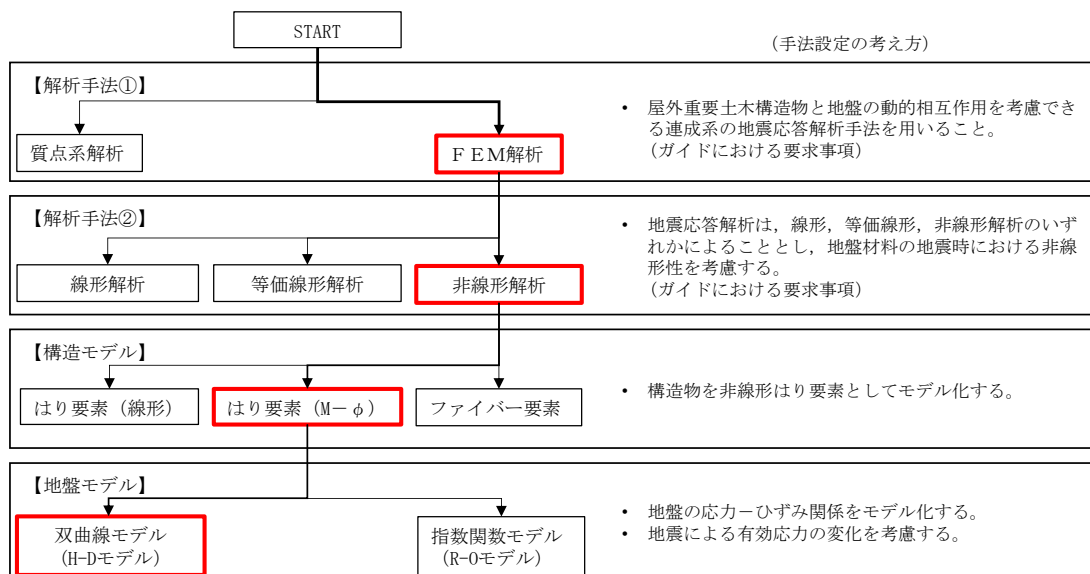 START
(手法設定の考え方)
【解析手法①】
質点系解析
ＦＥＭ解析
• 屋外重要土木構造物と地盤の動的相互作用を考慮でき
る連成系の地震応答解析手法を用いること。
(ガイドにおける要求事項)
【解析手法②】
線形解析
等価線形解析
非線形解析
• 地震応答解析は，線形，等価線形，非線形解析のいず
れかによることとし，地盤材料の地震時における非線
形性を考慮する。
(ガイドにおける要求事項)
【構造モデル】
はり要素（線形）
はり要素（M－φ）
ファイバー要素
• 構造物を非線形はり要素としてモデル化する。
【地盤モデル】
双曲線モデル
(H-Dモデル)
指数関数モデル
(R-Oモデル)
• 地盤の応力－ひずみ関係をモデル化する。
• 地震による有効応力の変化を考慮する。